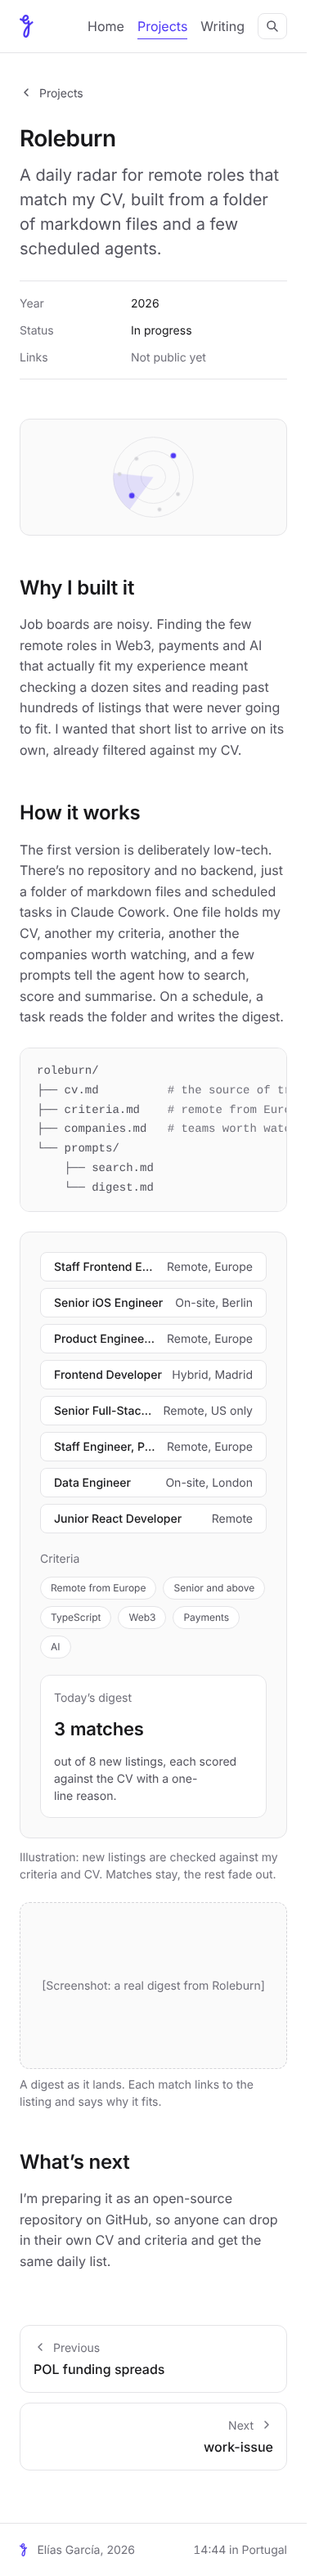 Home Projects Writing
Projects
Roleburn
A daily radar for remote roles that
match my CV, built from a folder
of markdown files and a few
scheduled agents.
Year 2026
Status In progress
Links Not public yet
Why I built it
Job boards are noisy. Finding the few
remote roles in Web3, payments and AI
that actually fit my experience meant
checking a dozen sites and reading past
hundreds of listings that were never going
to fit. I wanted that short list to arrive on its
own, already filtered against my CV.
How it works
The first version is deliberately low-tech.
There’s no repository and no backend, just
a folder of markdown files and scheduled
tasks in Claude Cowork. One file holds my
CV, another my criteria, another the
companies worth watching, and a few
prompts tell the agent how to search,
score and summarise. On a schedule, a
task reads the folder and writes the digest.
roleburn/
├── cv.md # the source of tr
├── criteria.md # remote from Euro
├── companies.md # teams worth watc
└── prompts/
├── search.md
└── digest.md
Staff Frontend E... Remote, Europe
Senior iOS Engineer On-site, Berlin
Product Enginee... Remote, Europe
Frontend Developer Hybrid, Madrid
Senior Full-Stac... Remote, US only
Staff Engineer, P... Remote, Europe
Data Engineer On-site, London
Junior React Developer Remote
Criteria
Remote from Europe Senior and above
TypeScript Web3 Payments
AI
Today’s digest
3 matches
out of 8 new listings, each scored
against the CV with a one-
line reason.
Illustration: new listings are checked against my
criteria and CV. Matches stay, the rest fade out.
[Screenshot: a real digest from Roleburn]
A digest as it lands. Each match links to the
listing and says why it fits.
What’s next
I’m preparing it as an open-source
repository on GitHub, so anyone can drop
in their own CV and criteria and get the
same daily list.
Previous
POL funding spreads
Next
work-issue
Elías García, 2026 14:44 in Portugal